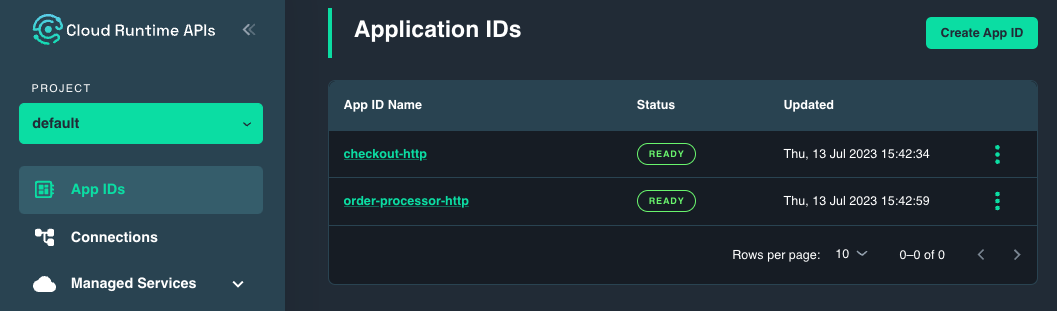 Cloud Runtime APIs
PROJECT
default
App IDs
Connections
Managed Services
Application IDs
Create App ID
App ID Name Status Updated
checkout-http READY Thu, 13 Jul 2023 15:42:34
order-processor-http READY Thu, 13 Jul 2023 15:42:59
Rows per page: 10 0–0 of 0